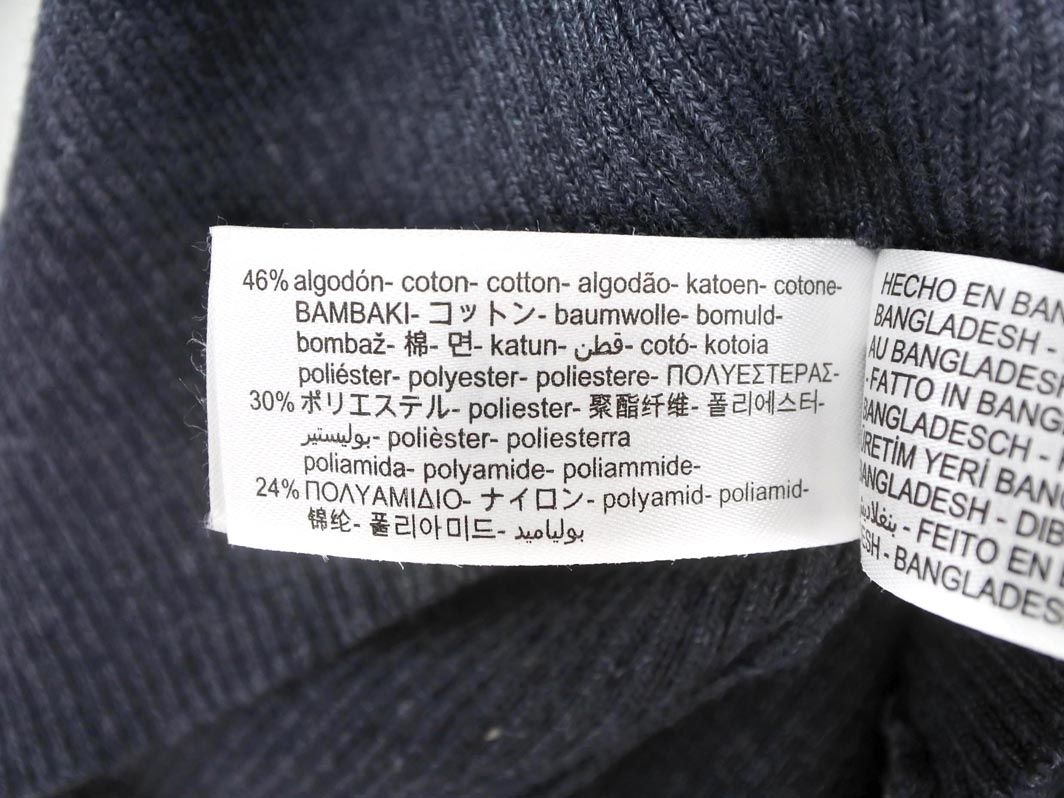 46% algodón- coton- cotton- algodão- katoen- cotone-
BAMBAKI- コットン- baumwolle- bomuld-
bombaž- 棉- 면- katun- قطن- cotó- kotoia
poliéster- polyester- poliestere- ΠΟΛΥΕΣΤΕΡΑΣ-
30% ポリエステル- poliester- 聚酯纤维- 폴리에스터-
بوليستير- polièster- poliesterra
poliamida- polyamide- poliammide-
24% ΠΟΛΥΑΜΙΔΙΟ- ナイロン- polyamid- poliamid-
锦纶- 폴리아미드- بولياميد
HECHO EN BAN
BANGLADESH -
AU BANGLADES
-FATTO IN BANG
BANGLADESCH -
ÜRETİM YERİ BAN
ANGLADESH - DIB
بنغلاديش - FEITO EN
SH - BANGLADES